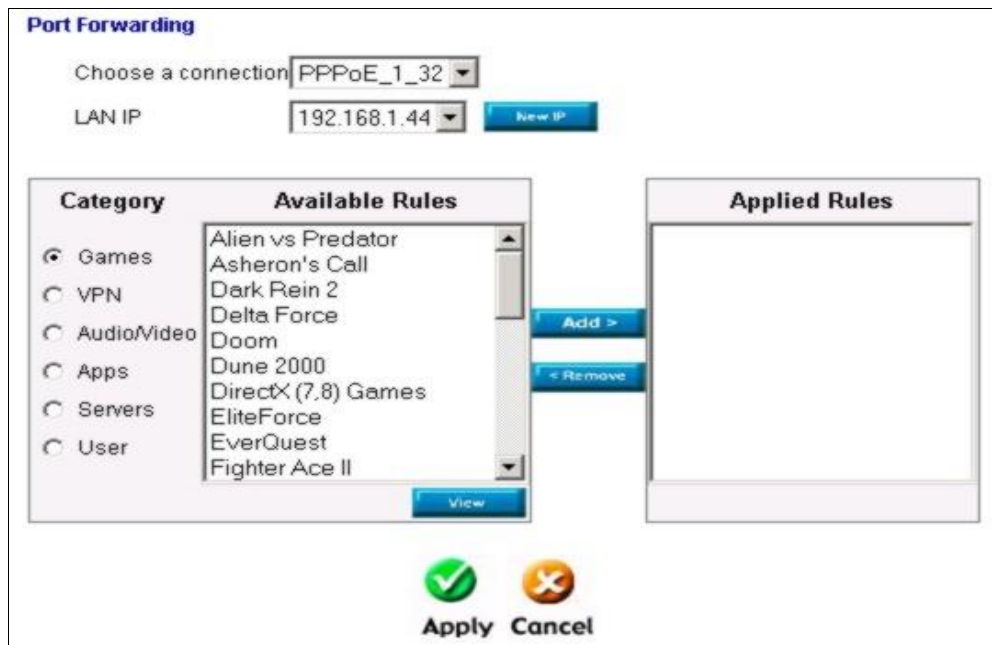 Port Forwarding
Choose a connection PPPoE_1_32
LAN IP 192.168.1.44 New IP
Category Available Rules Applied Rules
Games
VPN
Audio/Video
Apps
Servers
User
Alien vs Predator
Asheron's Call
Dark Rein 2
Delta Force
Doom
Dune 2000
DirectX (7,8) Games
EliteForce
EverQuest
Fighter Ace II
Add >
< Remove
View
Apply Cancel